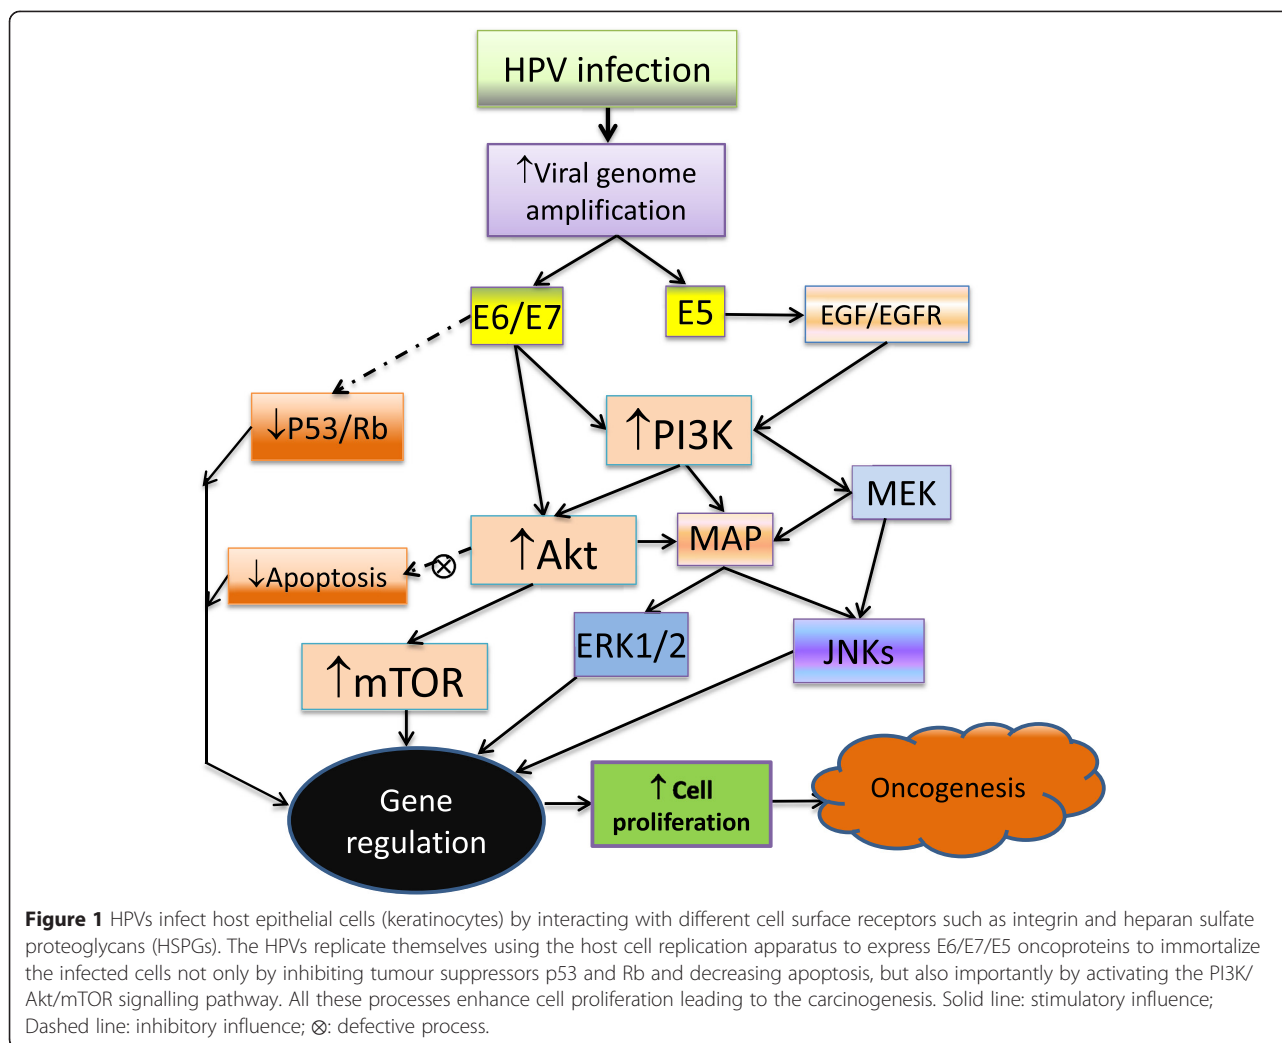 HPV infection
↑Viral genome
amplification
E6/E7
E5
EGF/EGFR
↓P53/Rb
↑PI3K
MEK
↑Akt
MAP
↓Apoptosis
ERK1/2
JNKs
↑mTOR
Gene
regulation
↑ Cell
proliferation
Oncogenesis
Figure 1 HPVs infect host epithelial cells (keratinocytes) by interacting with different cell surface receptors such as integrin and heparan sulfate
proteoglycans (HSPGs). The HPVs replicate themselves using the host cell replication apparatus to express E6/E7/E5 oncoproteins to immortalize
the infected cells not only by inhibiting tumour suppressors p53 and Rb and decreasing apoptosis, but also importantly by activating the PI3K/
Akt/mTOR signalling pathway. All these processes enhance cell proliferation leading to the carcinogenesis. Solid line: stimulatory influence;
Dashed line: inhibitory influence; ⊗: defective process.